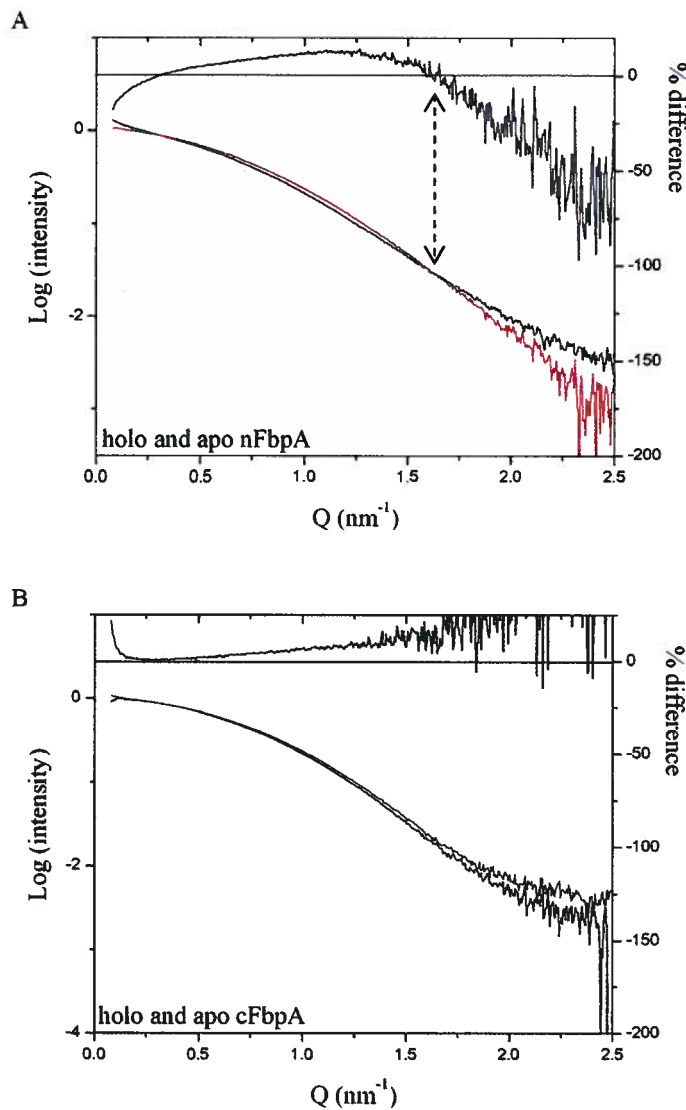 A
0
-2
Log (intensity)
0
-50
-100
-150
-200
% difference
holo and apo nFbpA
0.0 0.5 1.0 1.5 2.0 2.5
Q (nm-1)
B
0
-2
-4
Log (intensity)
0
-50
-100
-150
-200
% difference
holo and apo cFbpA
0.0 0.5 1.0 1.5 2.0 2.5
Q (nm-1)